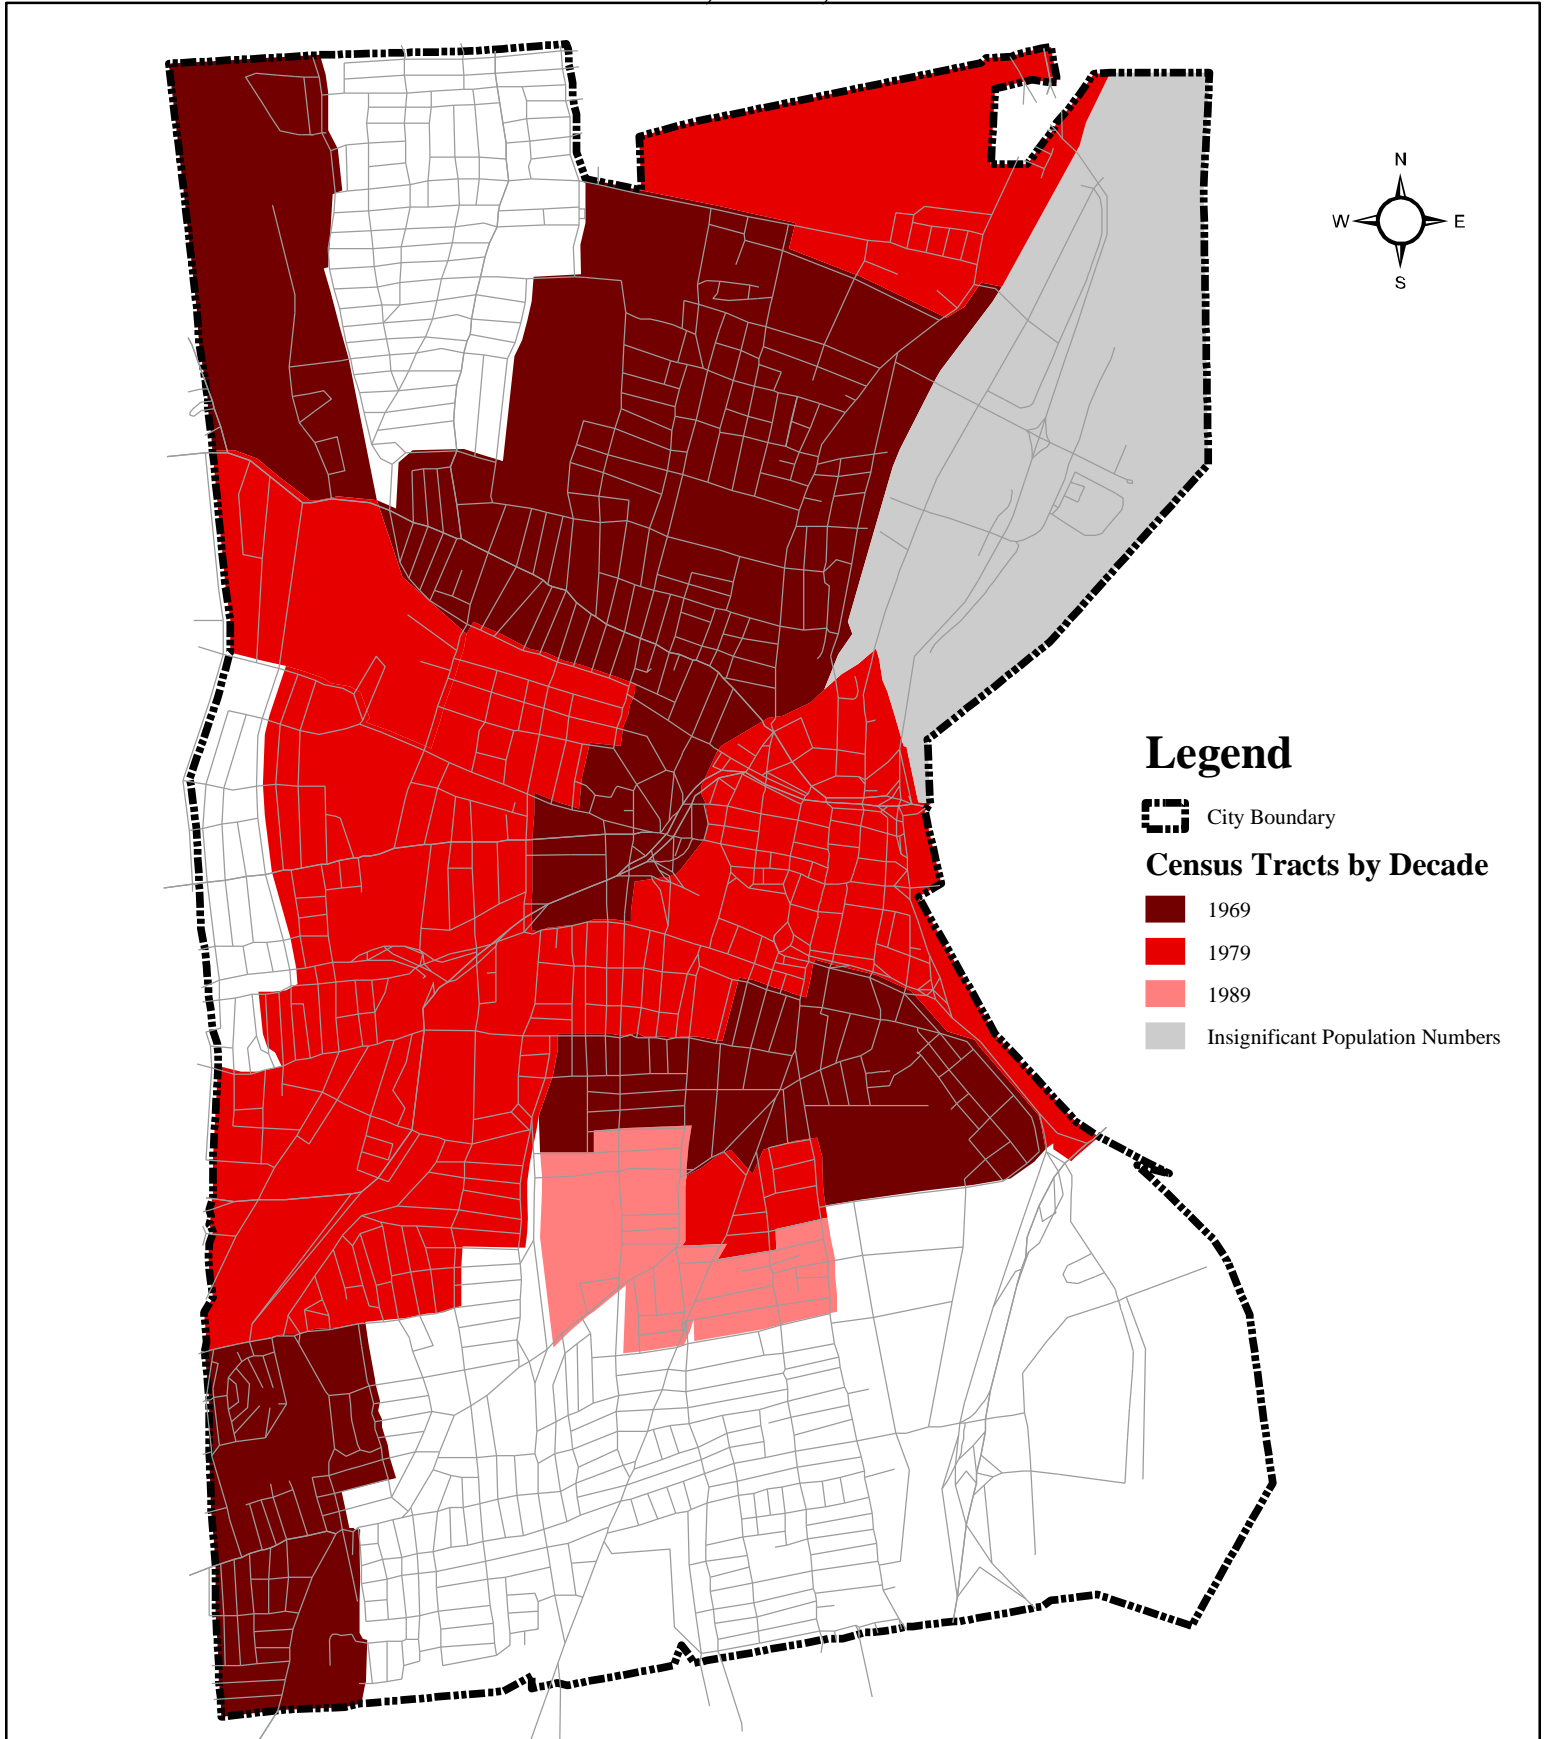 N
W E
S
Legend
City Boundary
Census Tracts by Decade
1969
1979
1989
Insignificant Population Numbers